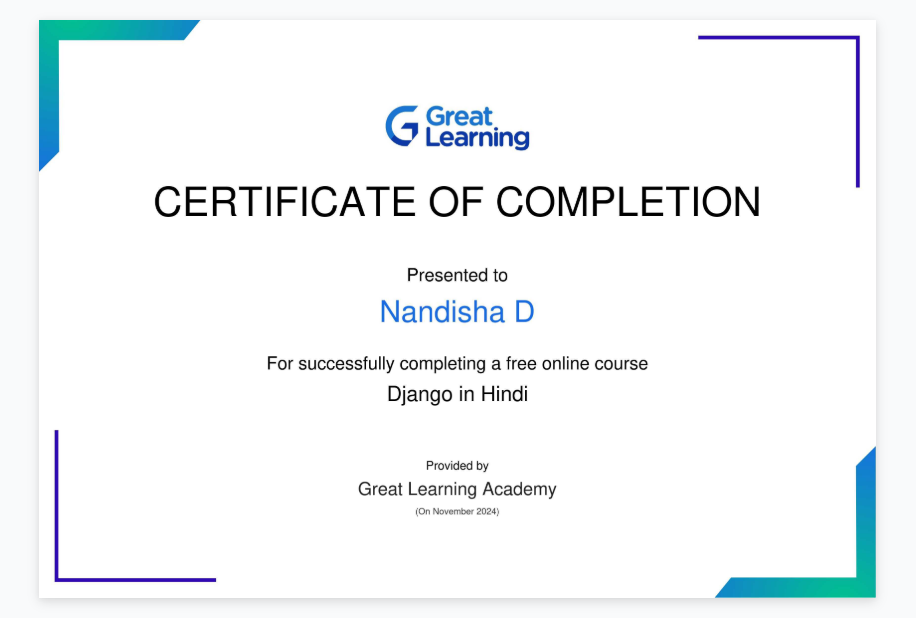 Great
Learning
CERTIFICATE OF COMPLETION
Presented to
Nandisha D
For successfully completing a free online course
Django in Hindi
Provided by
Great Learning Academy
(On November 2024)